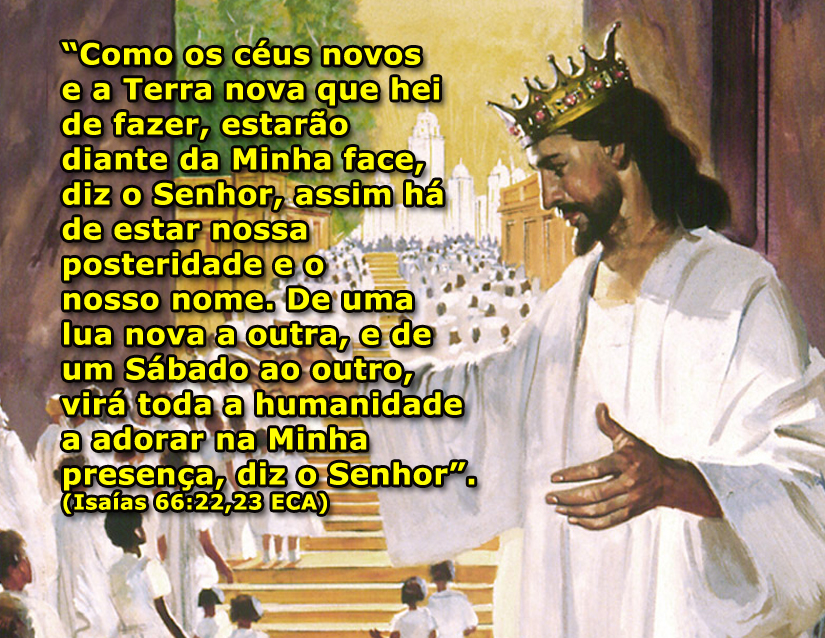 “Como os céus novos
e a Terra nova que hei
de fazer, estarão
diante da Minha face,
diz o Senhor, assim há
de estar nossa
posteridade e o
nosso nome. De uma
lua nova a outra, e de
um Sábado ao outro,
virá toda a humanidade
a adorar na Minha
presença, diz o Senhor”.
(Isaías 66:22,23 ECA)